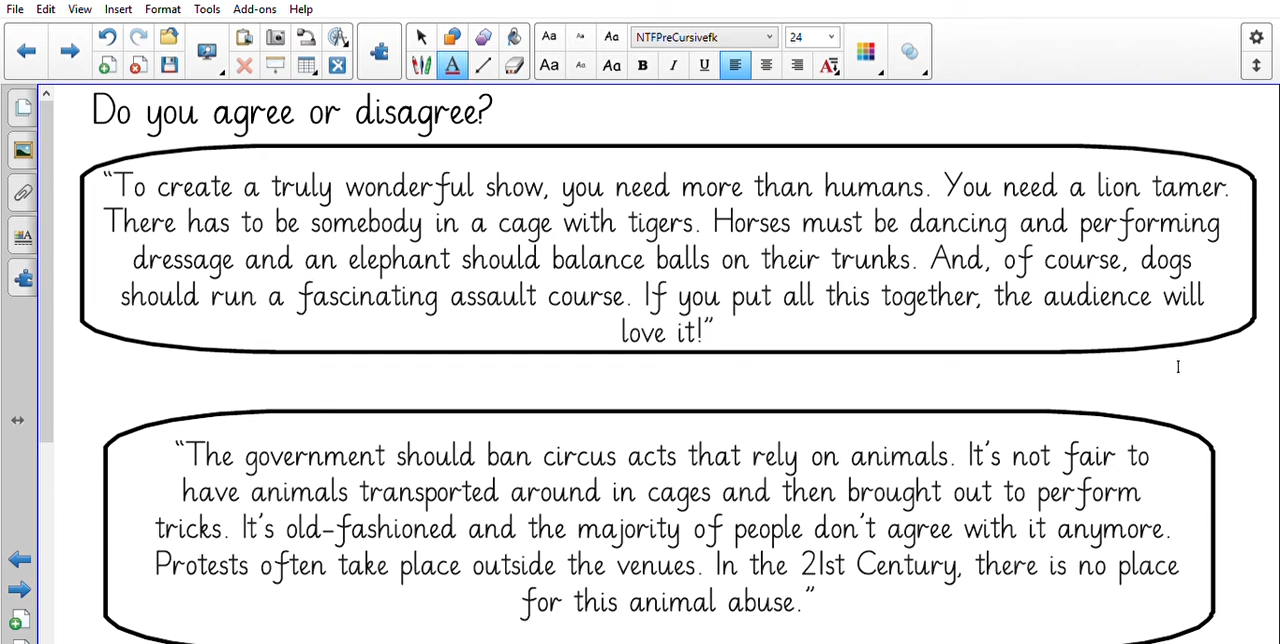 File Edit View Insert Format Tools Add-ons Help
Aa Aa Aa NTFPreCursivefk 24
A Aa Aa Aa B I U A
Do you agree or disagree?
"To create a truly wonderful show, you need more than humans. You need a lion tamer.
There has to be somebody in a cage with tigers. Horses must be dancing and performing
dressage and an elephant should balance balls on their trunks. And, of course, dogs
should run a fascinating assault course. If you put all this together, the audience will
love it!"
"The government should ban circus acts that rely on animals. It's not fair to
have animals transported around in cages and then brought out to perform
tricks. It's old-fashioned and the majority of people don't agree with it anymore.
Protests often take place outside the venues. In the 21st Century, there is no place
for this animal abuse."